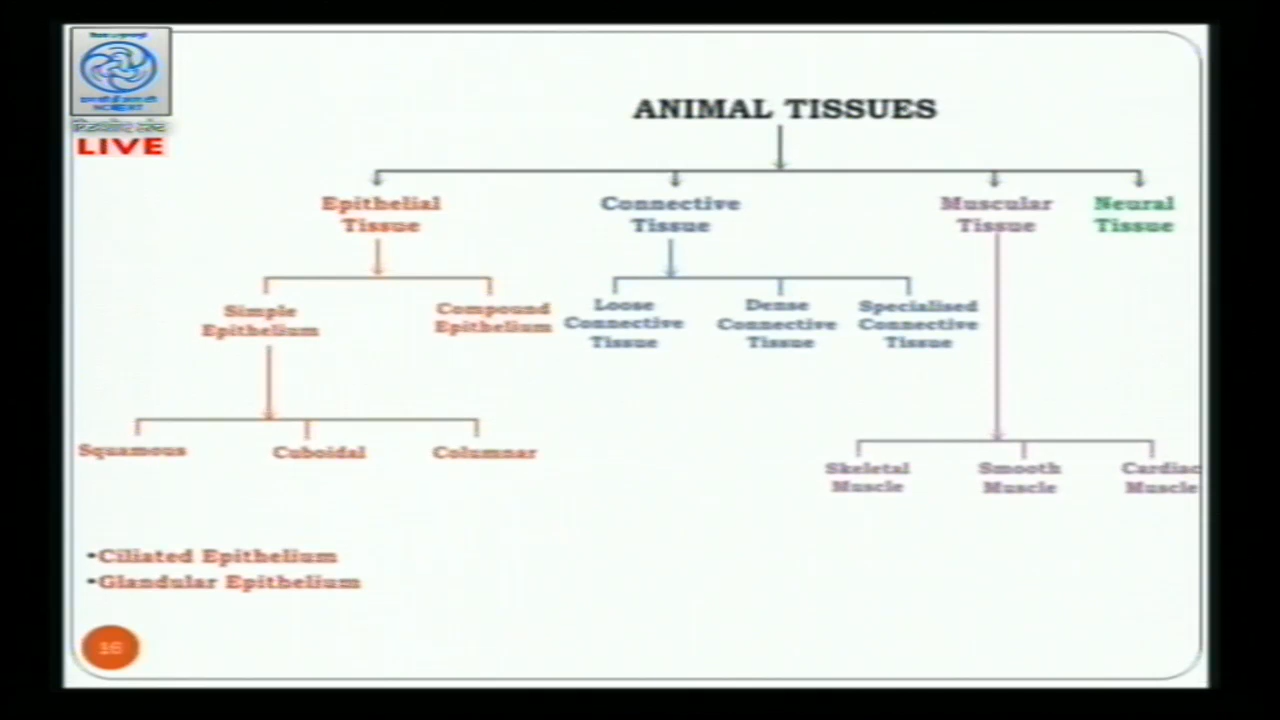 NCERT
LIVE
ANIMAL TISSUES
Epithelial
Tissue
Connective
Tissue
Muscular
Tissue
Neural
Tissue
Simple
Epithelium
Compound
Epithelium
Loose
Connective
Tissue
Dense
Connective
Tissue
Specialised
Connective
Tissue
Squamous
Cuboidal
Columnar
Skeletal
Muscle
Smooth
Muscle
Cardiac
Muscle
•Ciliated Epithelium
•Glandular Epithelium
16